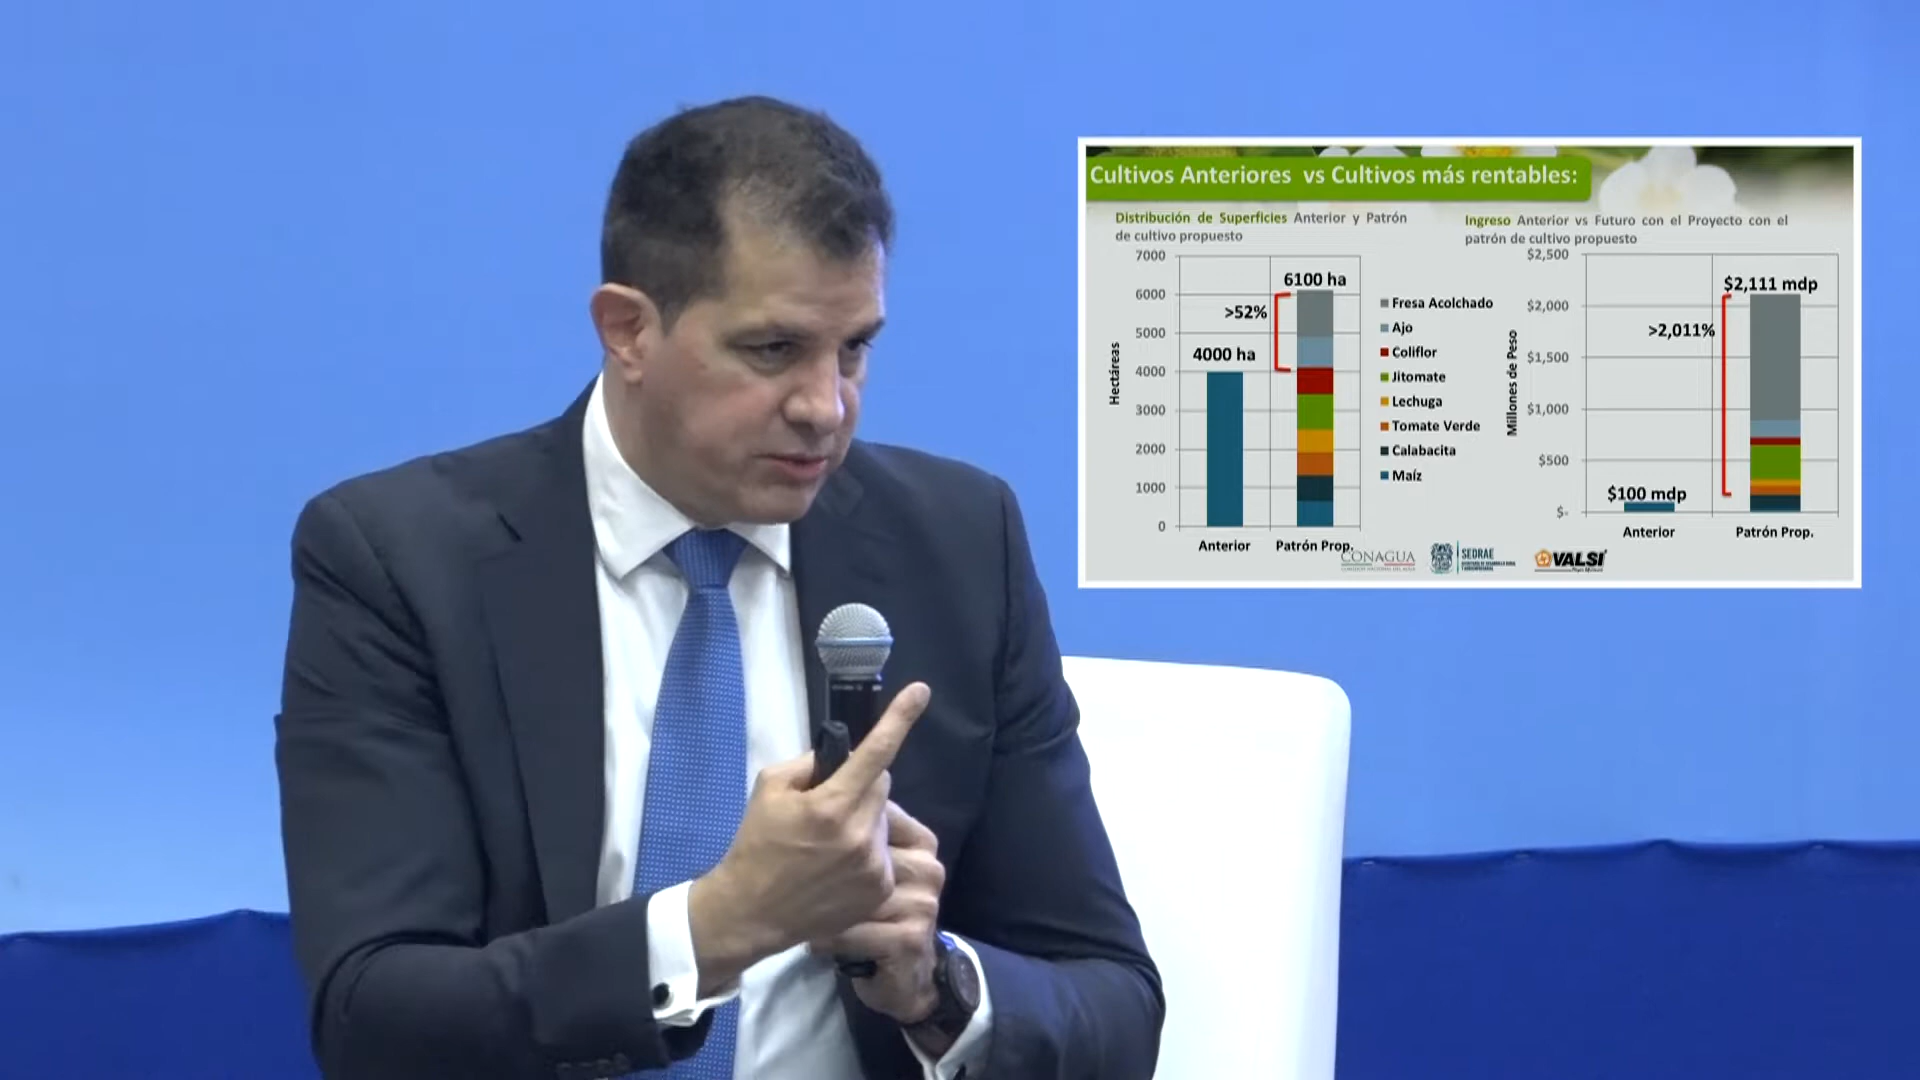 Cultivos Anteriores vs Cultivos más rentables:
Distribución de Superficies Anterior y Patrón
de cultivo propuesto
7000
6000
5000
4000
3000
2000
1000
0
Hectáreas
4000 ha
>52%
6100 ha
Anterior
Patrón Prop.
Fresa Acolchado
Ajo
Coliflor
Jitomate
Lechuga
Tomate Verde
Calabacita
Maíz
Ingreso Anterior vs Futuro con el Proyecto con el
patrón de cultivo propuesto
$2,500
$2,000
$1,500
$1,000
$500
$-
Millones de Peso
$100 mdp
>2,011%
$2,111 mdp
Anterior
Patrón Prop.
CONAGUA
SEDRAE
VALSI